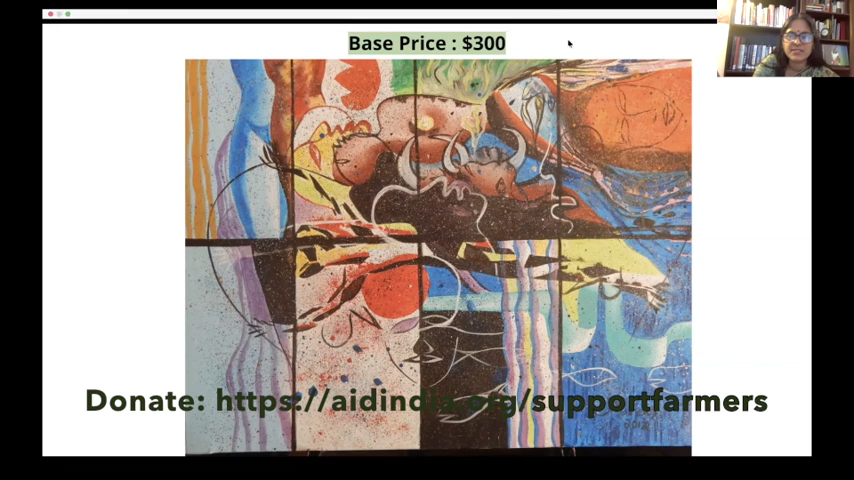 Base Price : $300
Donate: https://aidindia.org/supportfarmers